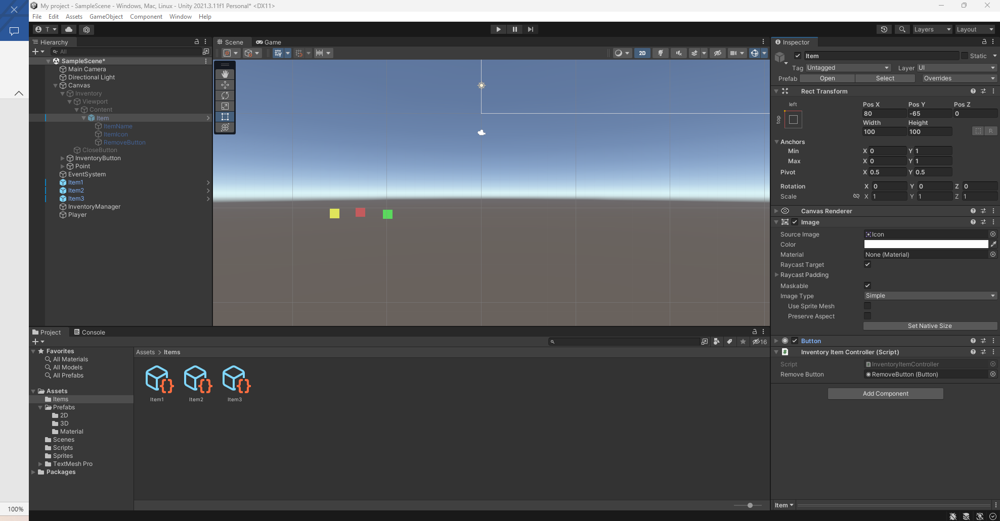 My project - SampleScene - Windows, Mac, Linux - Unity 2021.3.11f1 Personal* <DX11>
File Edit Assets GameObject Component Window Help
T
Layers
Layout
Hierarchy
All
SampleScene*
Main Camera
Directional Light
Canvas
Inventory
Viewport
Content
Item
ItemName
ItemIcon
RemoveButton
CloseButton
InventoryButton
Point
EventSystem
Item1
Item2
Item3
InventoryManager
Player
Scene
Game
2D
Inspector
Item
Static
Tag Untagged Layer UI
Prefab Open Select Overrides
Rect Transform
left
top
Pos X Pos Y Pos Z
80 -65 0
Width Height
100 100
R
Anchors
Min X 0 Y 1
Max X 0 Y 1
Pivot X 0.5 Y 0.5
Rotation X 0 Y 0 Z 0
Scale X 1 Y 1 Z 1
Canvas Renderer
Image
Source Image Icon
Color
Material None (Material)
Raycast Target
Raycast Padding
Maskable
Image Type Simple
Use Sprite Mesh
Preserve Aspect
Set Native Size
Button
# Inventory Item Controller (Script)
Script InventoryItemController
Remove Button RemoveButton (Button)
Add Component
Item
Project
Console
16
Favorites
All Materials
All Models
All Prefabs
Assets
Items
Prefabs
2D
3D
Material
Scenes
Scripts
Sprites
TextMesh Pro
Packages
Assets > Items
Item1
Item2
Item3
100%